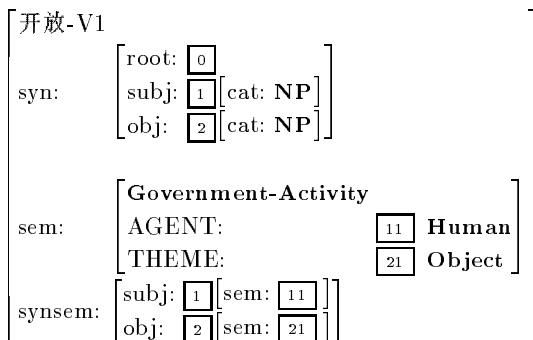 开放-V1
root: 0
syn: subj: 1 [cat: NP]
obj: 2 [cat: NP]
Government-Activity
sem: AGENT: 11 Human
THEME: 21 Object
synsem: subj: 1 [sem: 11 ]
obj: 2 [sem: 21 ]